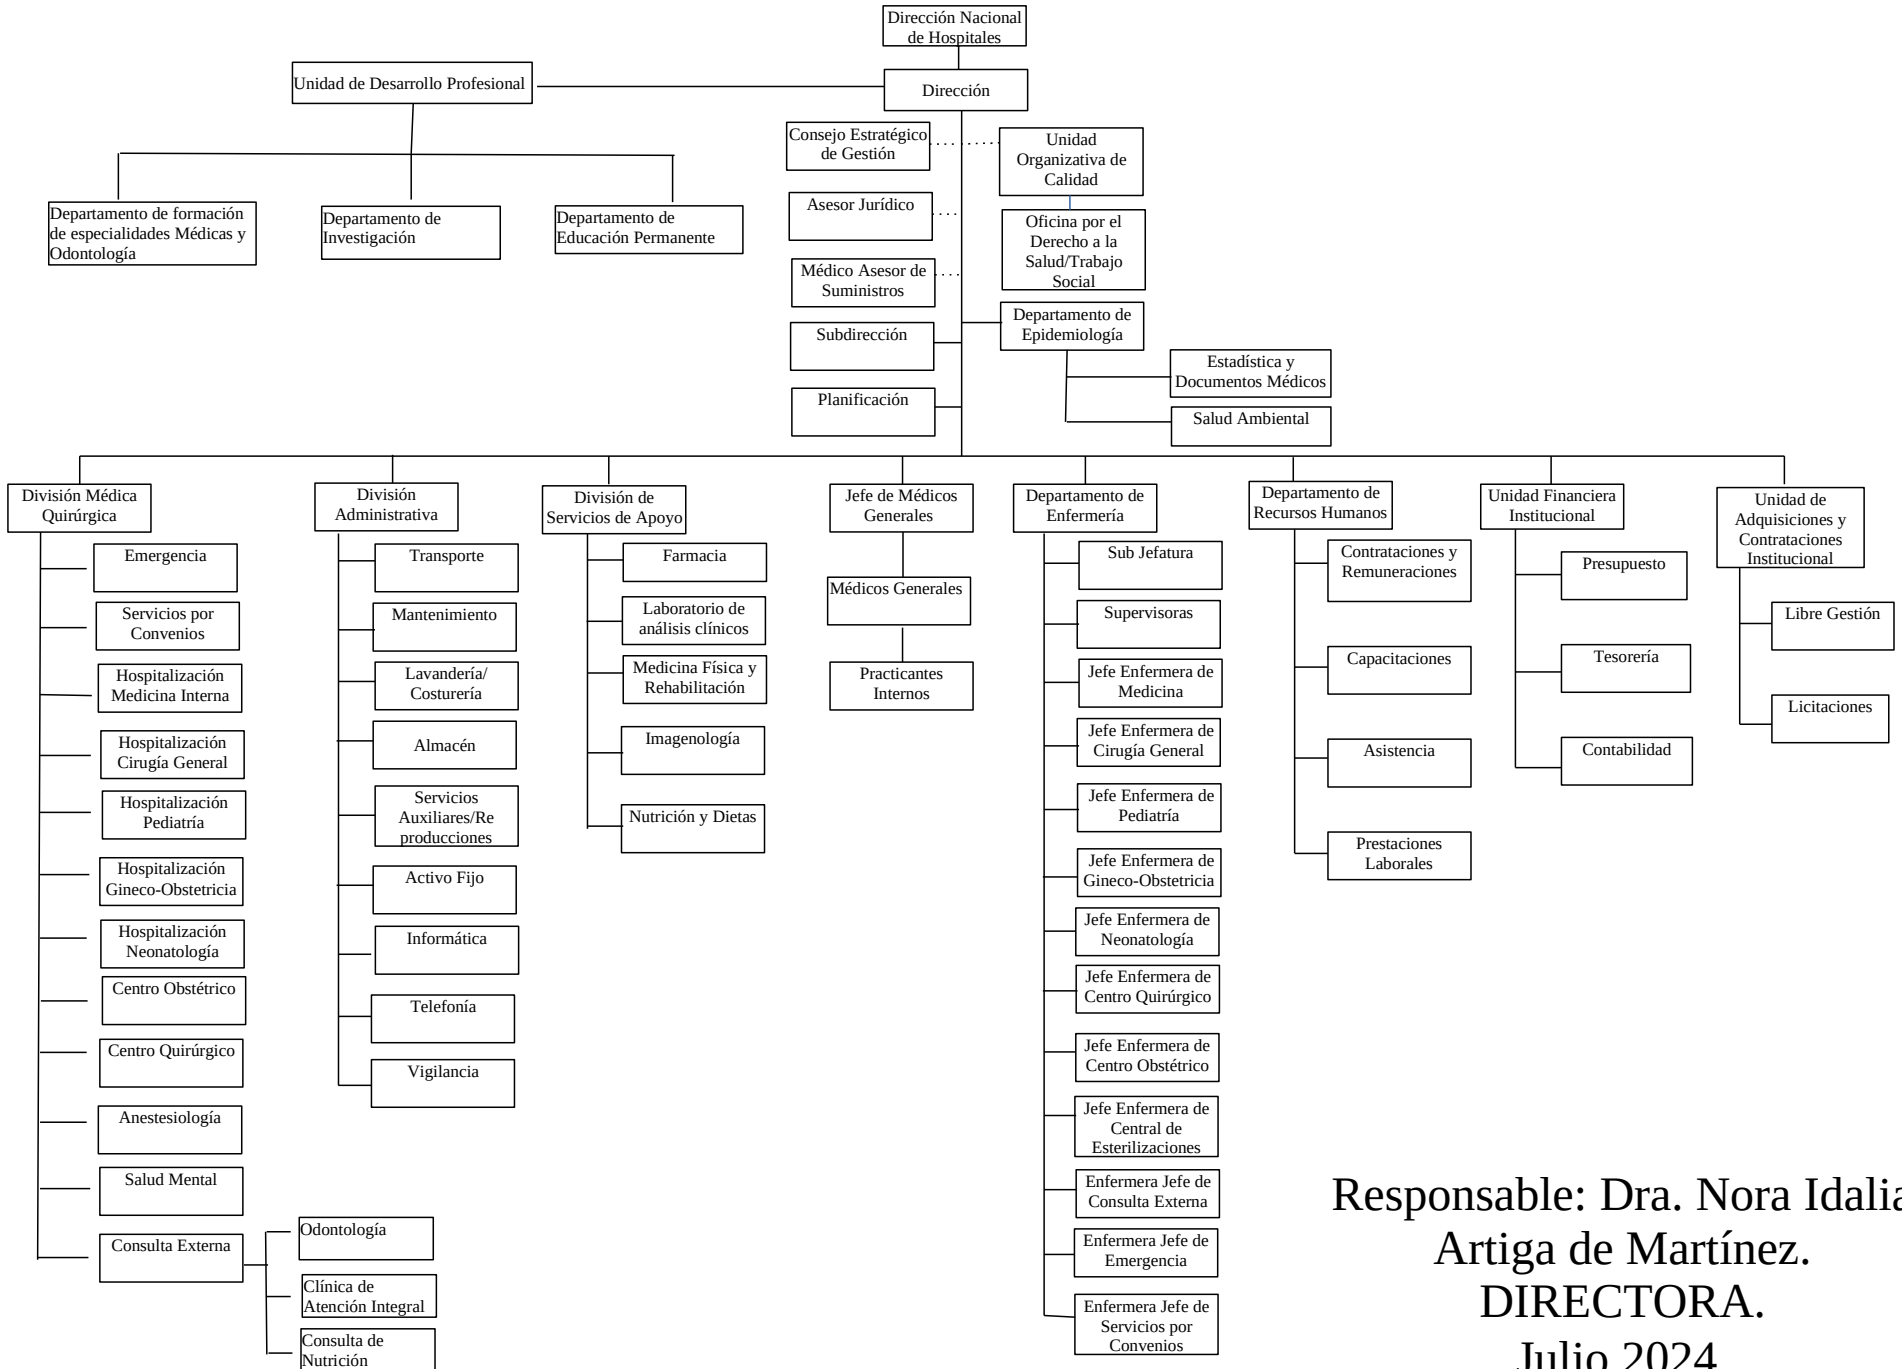 Dirección Nacional
de Hospitales
Unidad de Desarrollo Profesional
Dirección
Departamento de formación
de especialidades Médicas y
Odontología
Departamento de
Investigación
Departamento de
Educación Permanente
Consejo Estratégico
de Gestión
Unidad
Organizativa de
Calidad
Asesor Jurídico
Oficina por el
Derecho a la
Salud/Trabajo
Social
Médico Asesor de
Suministros
Departamento de
Epidemiología
Subdirección
Estadística y
Documentos Médicos
Planificación
Salud Ambiental
División Médica
Quirúrgica
Emergencia
Servicios por
Convenios
Hospitalización
Medicina Interna
Hospitalización
Cirugía General
Hospitalización
Pediatría
Hospitalización
Gineco-Obstetricia
Hospitalización
Neonatología
Centro Obstétrico
Centro Quirúrgico
Anestesiología
Salud Mental
Consulta Externa
Odontología
Clínica de
Atención Integral
Consulta de
Nutrición
División
Administrativa
Transporte
Mantenimiento
Lavandería/
Costurería
Almacén
Servicios
Auxiliares/Re
producciones
Activo Fijo
Informática
Telefonía
Vigilancia
División de
Servicios de Apoyo
Farmacia
Laboratorio de
análisis clínicos
Medicina Física y
Rehabilitación
Imagenología
Nutrición y Dietas
Jefe de Médicos
Generales
Médicos Generales
Practicantes
Internos
Departamento de
Enfermería
Sub Jefatura
Supervisoras
Jefe Enfermera de
Medicina
Jefe Enfermera de
Cirugía General
Jefe Enfermera de
Pediatría
Jefe Enfermera de
Gineco-Obstetricia
Jefe Enfermera de
Neonatología
Jefe Enfermera de
Centro Quirúrgico
Jefe Enfermera de
Centro Obstétrico
Jefe Enfermera de
Central de
Esterilizaciones
Enfermera Jefe de
Consulta Externa
Enfermera Jefe de
Emergencia
Enfermera Jefe de
Servicios por
Convenios
Departamento de
Recursos Humanos
Contrataciones y
Remuneraciones
Capacitaciones
Asistencia
Prestaciones
Laborales
Unidad Financiera
Institucional
Presupuesto
Tesorería
Contabilidad
Unidad de
Adquisiciones y
Contrataciones
Institucional
Libre Gestión
Licitaciones
Responsable: Dra. Nora Idalia
Artiga de Martínez.
DIRECTORA.
Julio 2024